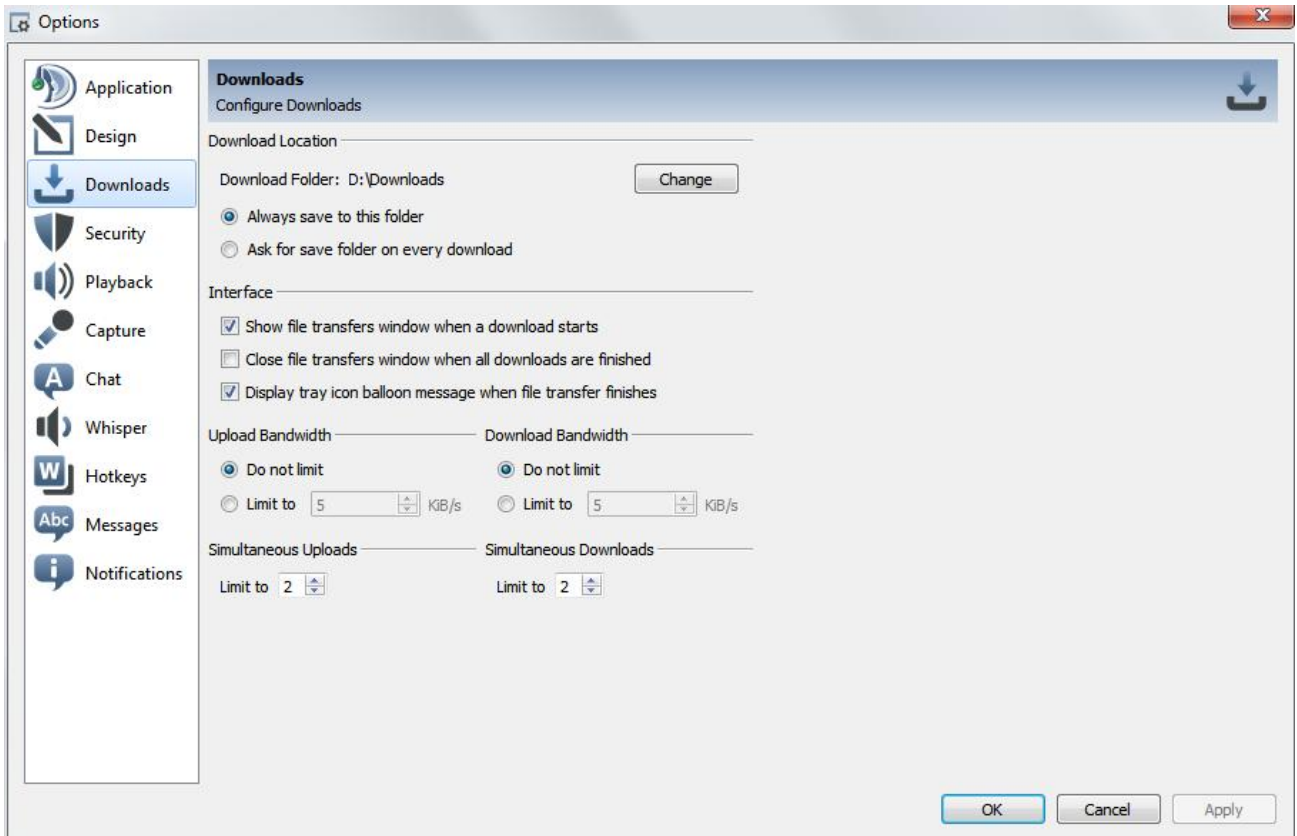 Options
Application
Design
Downloads
Security
Playback
Capture
A
Chat
Whisper
W
Hotkeys
Abc
Messages
i
Notifications
Downloads
Configure Downloads
Download Location
Download Folder: D:\Downloads
Change
Always save to this folder
Ask for save folder on every download
Interface
Show file transfers window when a download starts
Close file transfers window when all downloads are finished
Display tray icon balloon message when file transfer finishes
Upload Bandwidth
Do not limit
Limit to 5 KiB/s
Download Bandwidth
Do not limit
Limit to 5 KiB/s
Simultaneous Uploads
Limit to 2
Simultaneous Downloads
Limit to 2
OK
Cancel
Apply